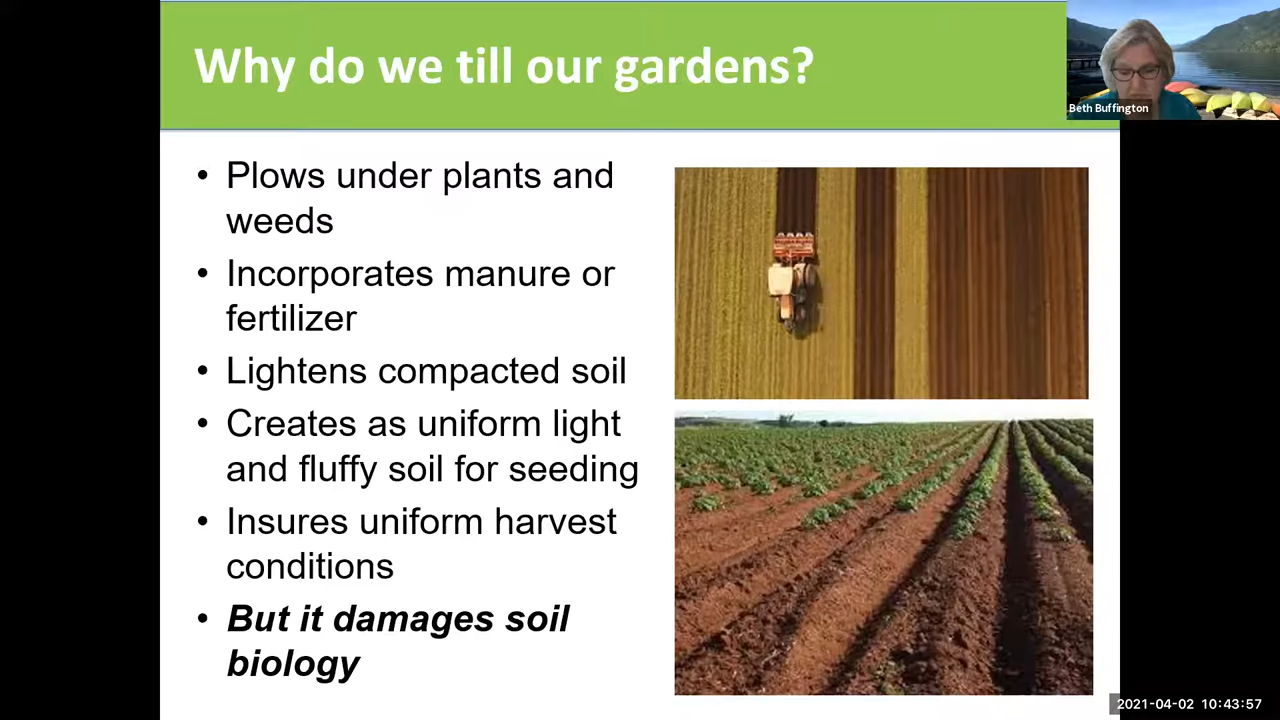 Why do we till our gardens?
Beth Buffington
• Plows under plants and
weeds
• Incorporates manure or
fertilizer
• Lightens compacted soil
• Creates as uniform light
and fluffy soil for seeding
• Insures uniform harvest
conditions
• But it damages soil
biology
2021-04-02 10:43:57